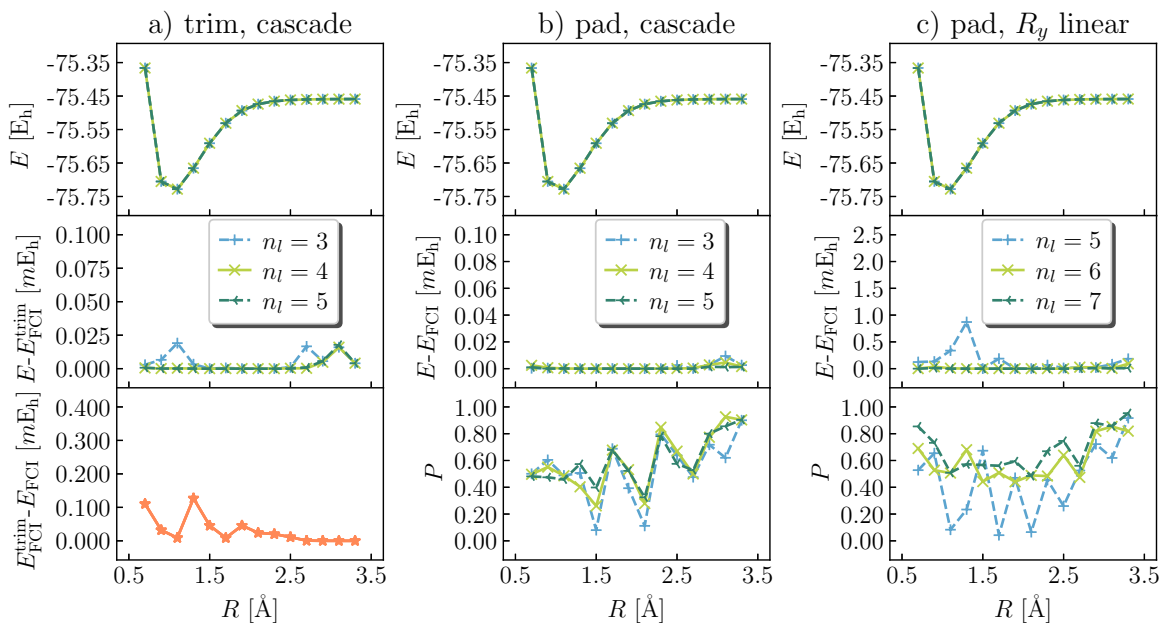 a) trim, cascade
b) pad, cascade
c) pad, $R_y$ linear
E [E_h]
-75.35
-75.45
-75.55
-75.65
-75.75
E [E_h]
-75.35
-75.45
-75.55
-75.65
-75.75
E [E_h]
-75.35
-75.45
-75.55
-75.65
-75.75
E-E_FCI^trim [mE_h]
0.100
0.075
0.050
0.025
0.000
n_l = 3
n_l = 4
n_l = 5
E-E_FCI [mE_h]
0.10
0.08
0.06
0.04
0.02
0.00
n_l = 3
n_l = 4
n_l = 5
E-E_FCI [mE_h]
2.5
2.0
1.5
1.0
0.5
0.0
n_l = 5
n_l = 6
n_l = 7
E_FCI^trim-E_FCI [mE_h]
0.400
0.300
0.200
0.100
0.000
0.5
1.5
2.5
3.5
R [Å]
P
1.00
0.80
0.60
0.40
0.20
0.00
0.5
1.5
2.5
3.5
R [Å]
P
1.00
0.80
0.60
0.40
0.20
0.00
0.5
1.5
2.5
3.5
R [Å]